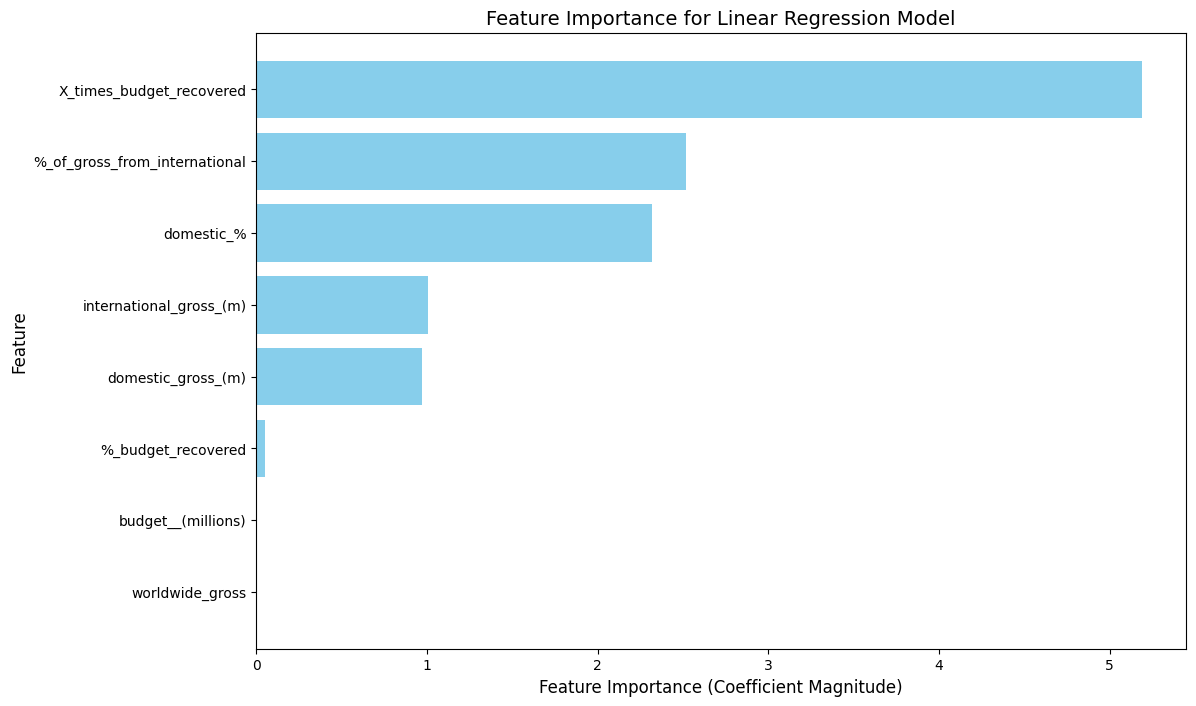 Feature Importance for Linear Regression Model
Feature
X_times_budget_recovered
%_of_gross_from_international
domestic_%
international_gross_(m)
domestic_gross_(m)
%_budget_recovered
budget__(millions)
worldwide_gross
0 1 2 3 4 5
Feature Importance (Coefficient Magnitude)